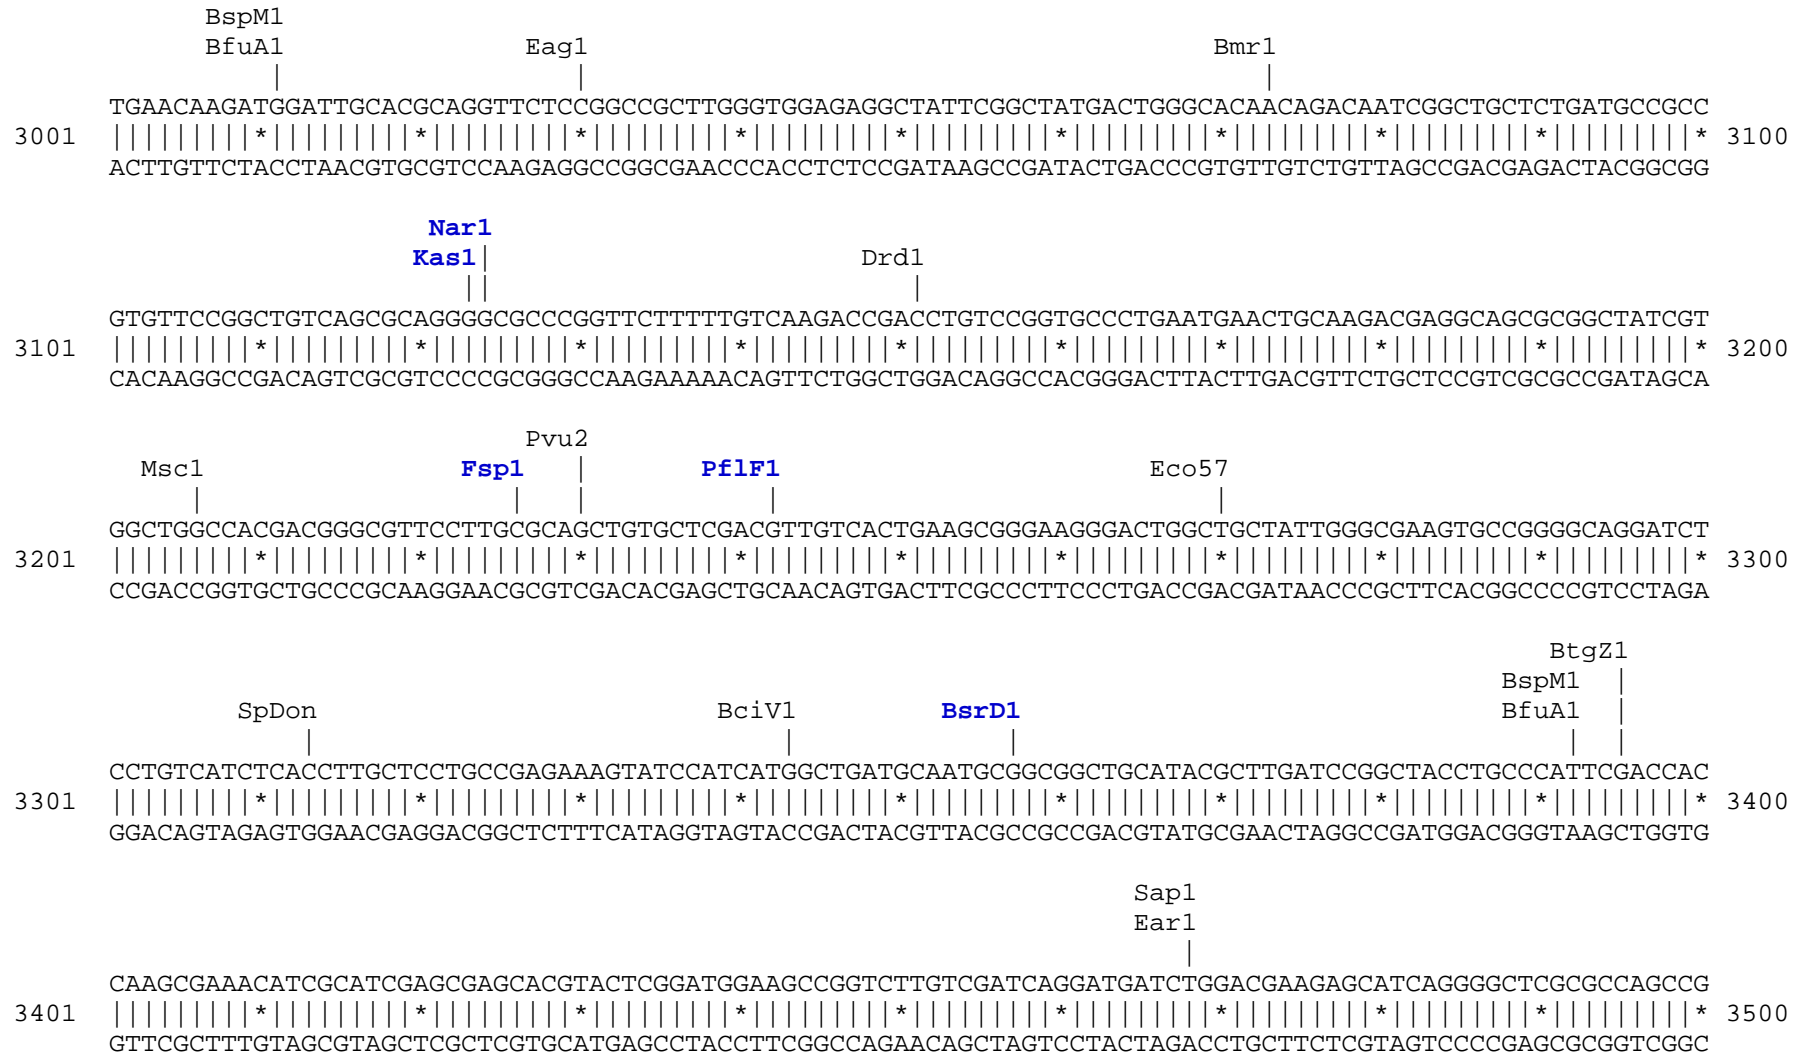 BspM1
BfuA1 Eag1 Bmr1
TGAACAAGATGGATTGCACGCAGGTTCTCCGGCCGCTTGGGTGGAGAGGCTATTCGGCTATGACTGGGCACAACAGACAATCGGCTGCTCTGATGCCGCC
3001 |||||||||*|||||||||*|||||||||*|||||||||*|||||||||*|||||||||*|||||||||*|||||||||*|||||||||*|||||||||* 3100
ACTTGTTCTACCTAACGTGCGTCCAAGAGGCCGGCGAACCCACCTCTCCGATAAGCCGATACTGACCCGTGTTGTCTGTTAGCCGACGAGACTACGGCGG
Nar1
Kas1 Drd1
GTGTTCCGGCTGTCAGCGCAGGGGCGCCCGGTTCTTTTTGTCAAGACCGACCTGTCCGGTGCCCTGAATGAACTGCAAGACGAGGCAGCGCGGCTATCGT
3101 |||||||||*|||||||||*|||||||||*|||||||||*|||||||||*|||||||||*|||||||||*|||||||||*|||||||||*|||||||||* 3200
CACAAGGCCGACAGTCGCGTCCCCGCGGGCCAAGAAAAACAGTTCTGGCTGGACAGGCCACGGGACTTACTTGACGTTCTGCTCCGTCGCGCCGATAGCA
Pvu2
Msc1 Fsp1 PflF1 Eco57
GGCTGGCCACGACGGGCGTTCCTTGCGCAGCTGTGCTCGACGTTGTCACTGAAGCGGGAAGGGACTGGCTGCTATTGGGCGAAGTGCCGGGGCAGGATCT
3201 |||||||||*|||||||||*|||||||||*|||||||||*|||||||||*|||||||||*|||||||||*|||||||||*|||||||||*|||||||||* 3300
CCGACCGGTGCTGCCCGCAAGGAACGCGTCGACACGAGCTGCAACAGTGACTTCGCCCTTCCCTGACCGACGATAACCCGCTTCACGGCCCCGTCCTAGA
BtgZ1
BspM1
SpDon BciV1 BsrD1 BfuA1
CCTGTCATCTCACCTTGCTCCTGCCGAGAAAGTATCCATCATGGCTGATGCAATGCGGCGGCTGCATACGCTTGATCCGGCTACCTGCCCATTCGACCAC
3301 |||||||||*|||||||||*|||||||||*|||||||||*|||||||||*|||||||||*|||||||||*|||||||||*|||||||||*|||||||||* 3400
GGACAGTAGAGTGGAACGAGGACGGCTCTTTCATAGGTAGTACCGACTACGTTACGCCGCCGACGTATGCGAACTAGGCCGATGGACGGGTAAGCTGGTG
Sap1
Ear1
CAAGCGAAACATCGCATCGAGCGAGCACGTACTCGGATGGAAGCCGGTCTTGTCGATCAGGATGATCTGGACGAAGAGCATCAGGGGCTCGCGCCAGCCG
3401 |||||||||*|||||||||*|||||||||*|||||||||*|||||||||*|||||||||*|||||||||*|||||||||*|||||||||*|||||||||* 3500
GTTCGCTTTGTAGCGTAGCTCGCTCGTGCATGAGCCTACCTTCGGCCAGAACAGCTAGTCCTACTAGACCTGCTTCTCGTAGTCCCCGAGCGCGGTCGGC